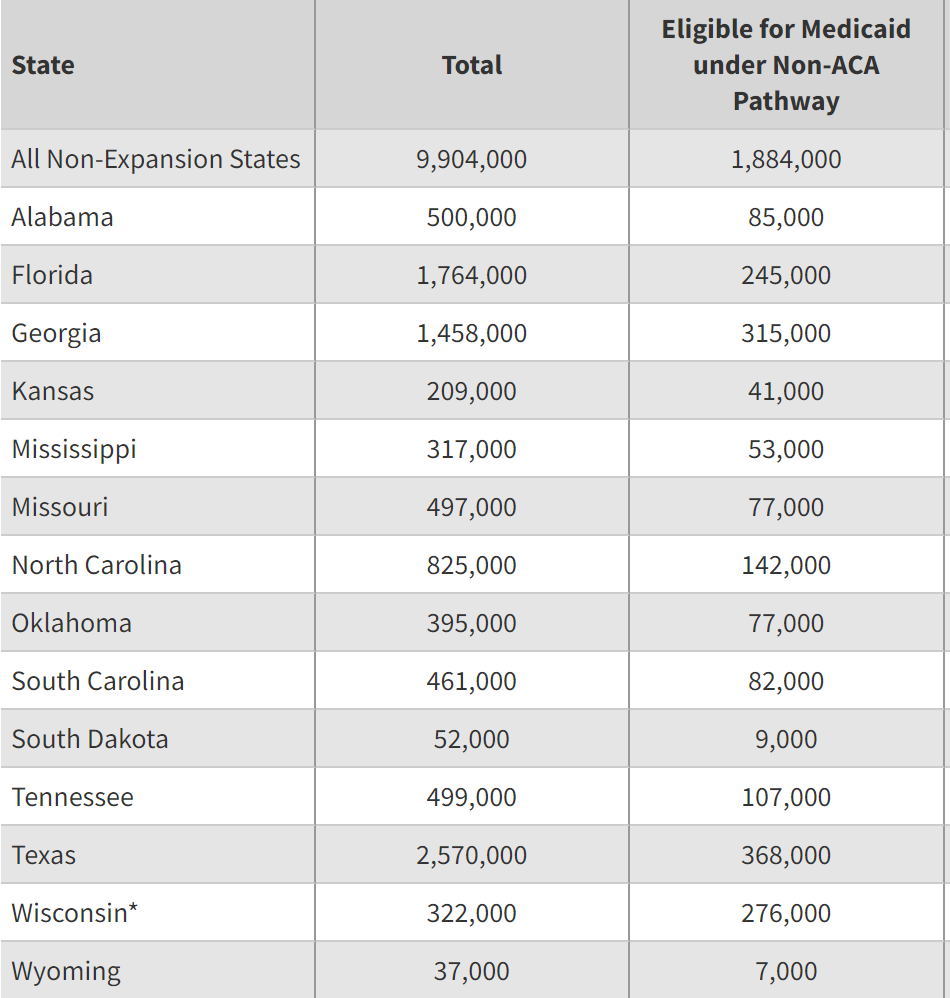 State Total Eligible for Medicaid
under Non-ACA
Pathway
All Non-Expansion States 9,904,000 1,884,000
Alabama 500,000 85,000
Florida 1,764,000 245,000
Georgia 1,458,000 315,000
Kansas 209,000 41,000
Mississippi 317,000 53,000
Missouri 497,000 77,000
North Carolina 825,000 142,000
Oklahoma 395,000 77,000
South Carolina 461,000 82,000
South Dakota 52,000 9,000
Tennessee 499,000 107,000
Texas 2,570,000 368,000
Wisconsin* 322,000 276,000
Wyoming 37,000 7,000